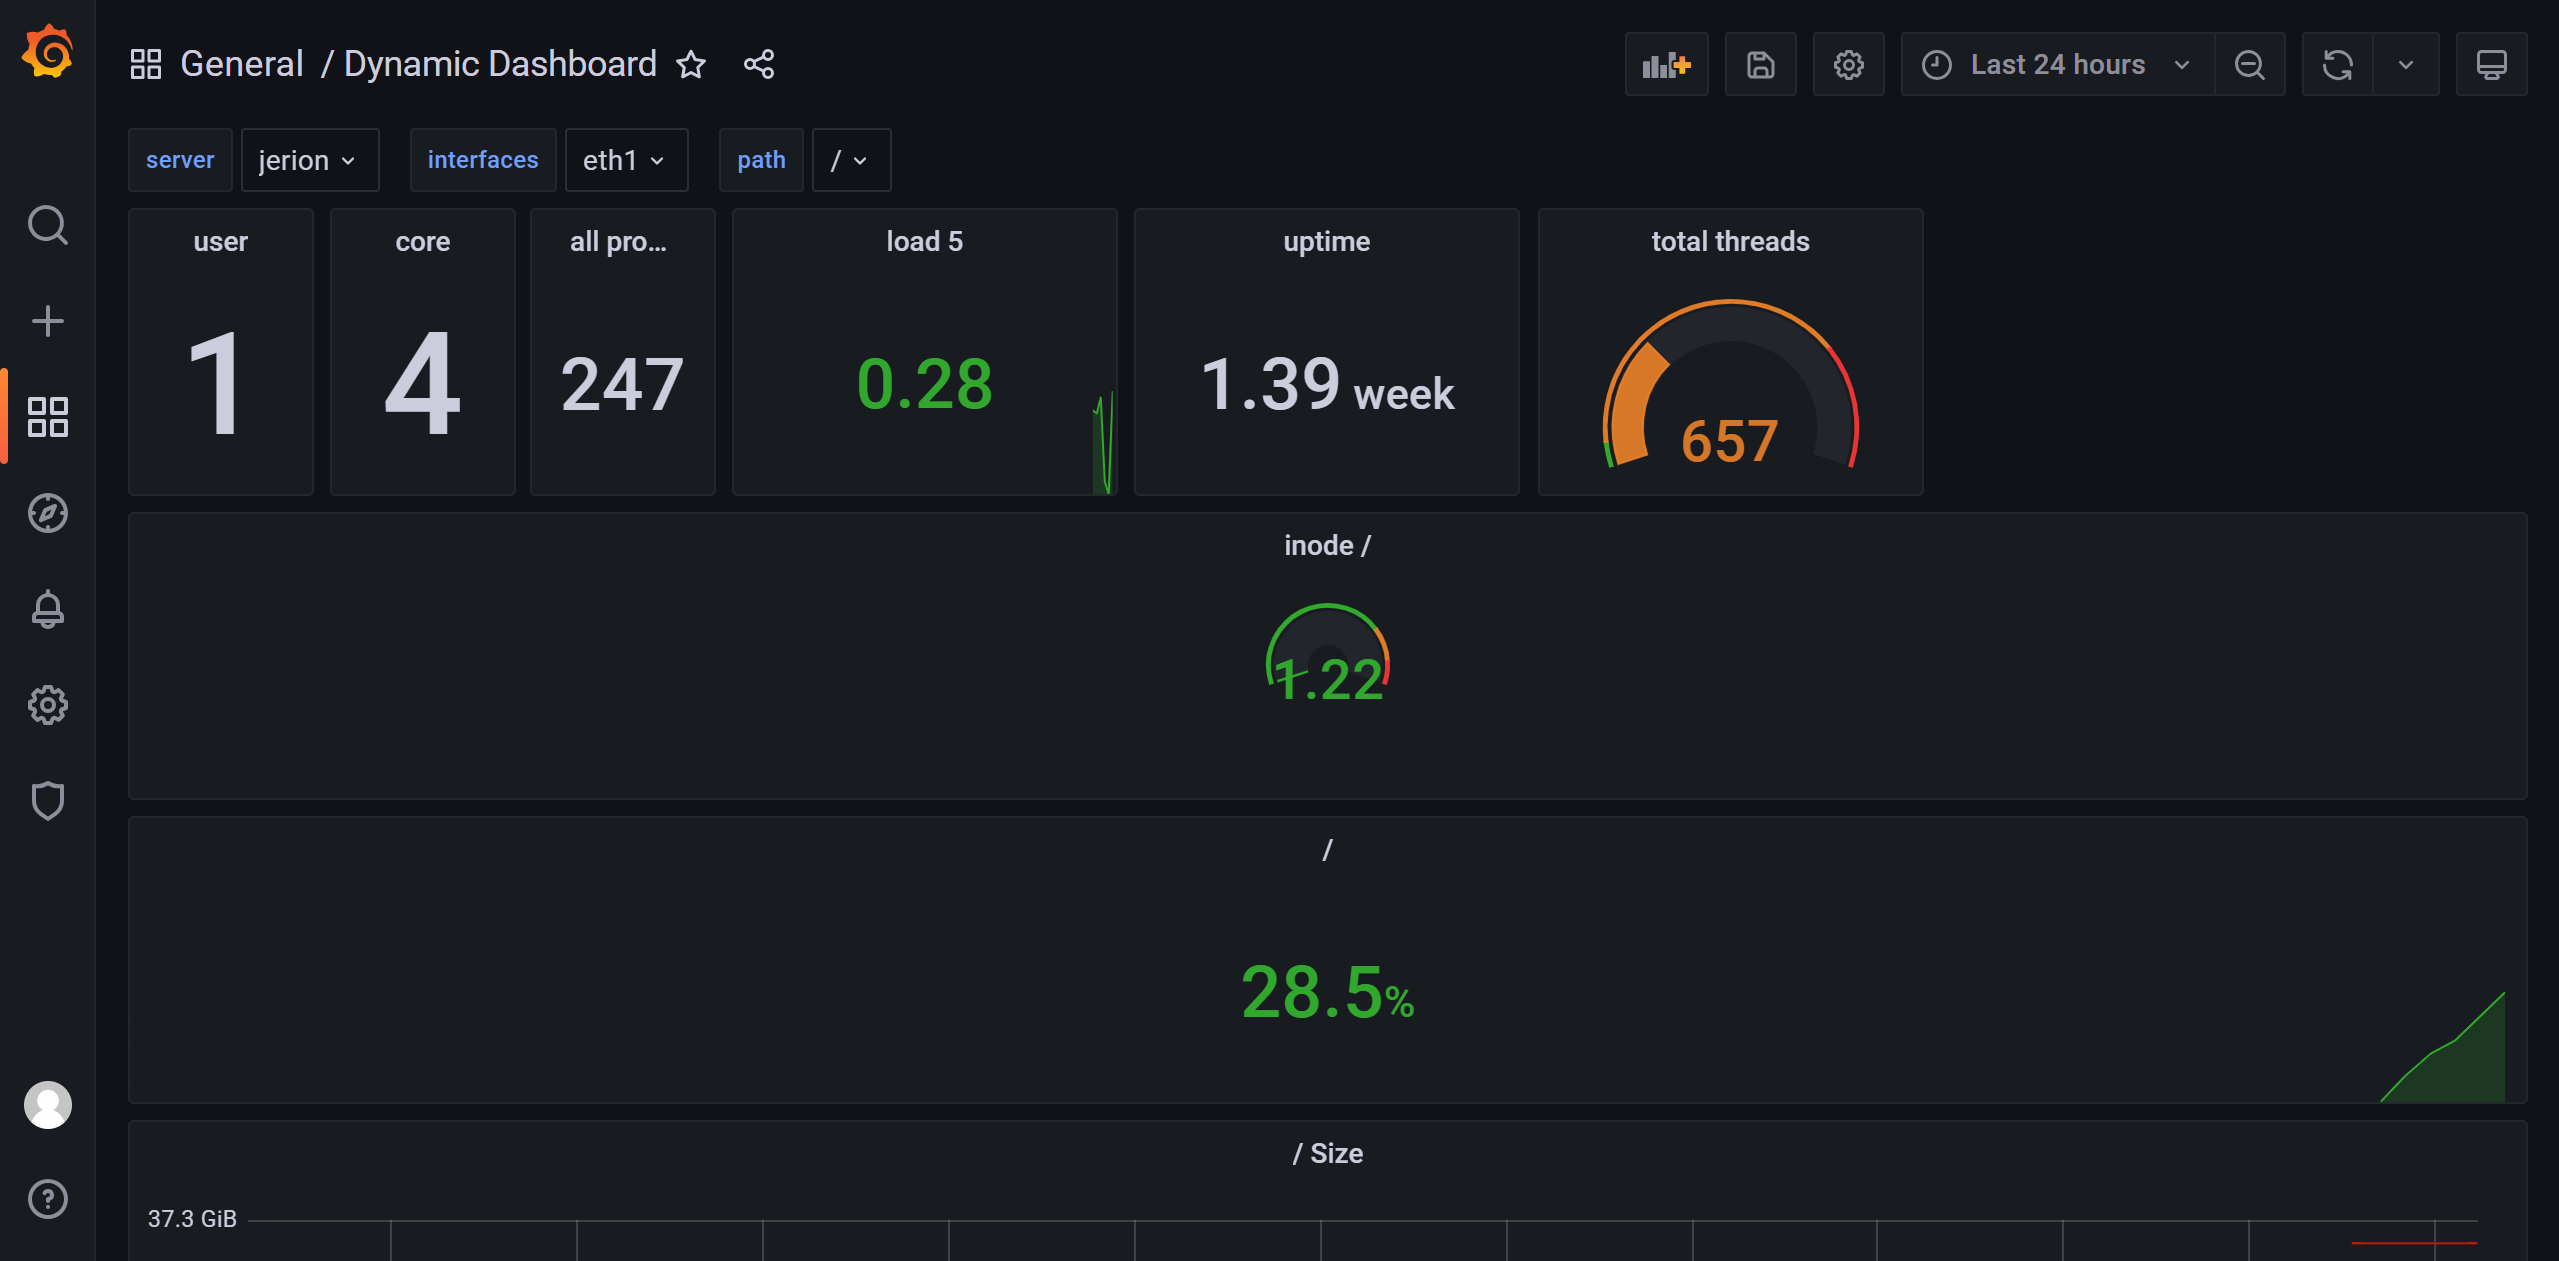 General / Dynamic Dashboard
Last 24 hours
server jerion interfaces eth1 path /
user core all pro... load 5 uptime total threads
1 4 247 0.28 1.39 week 657
inode /
1.22
/
28.5%
/ Size
37.3 GiB